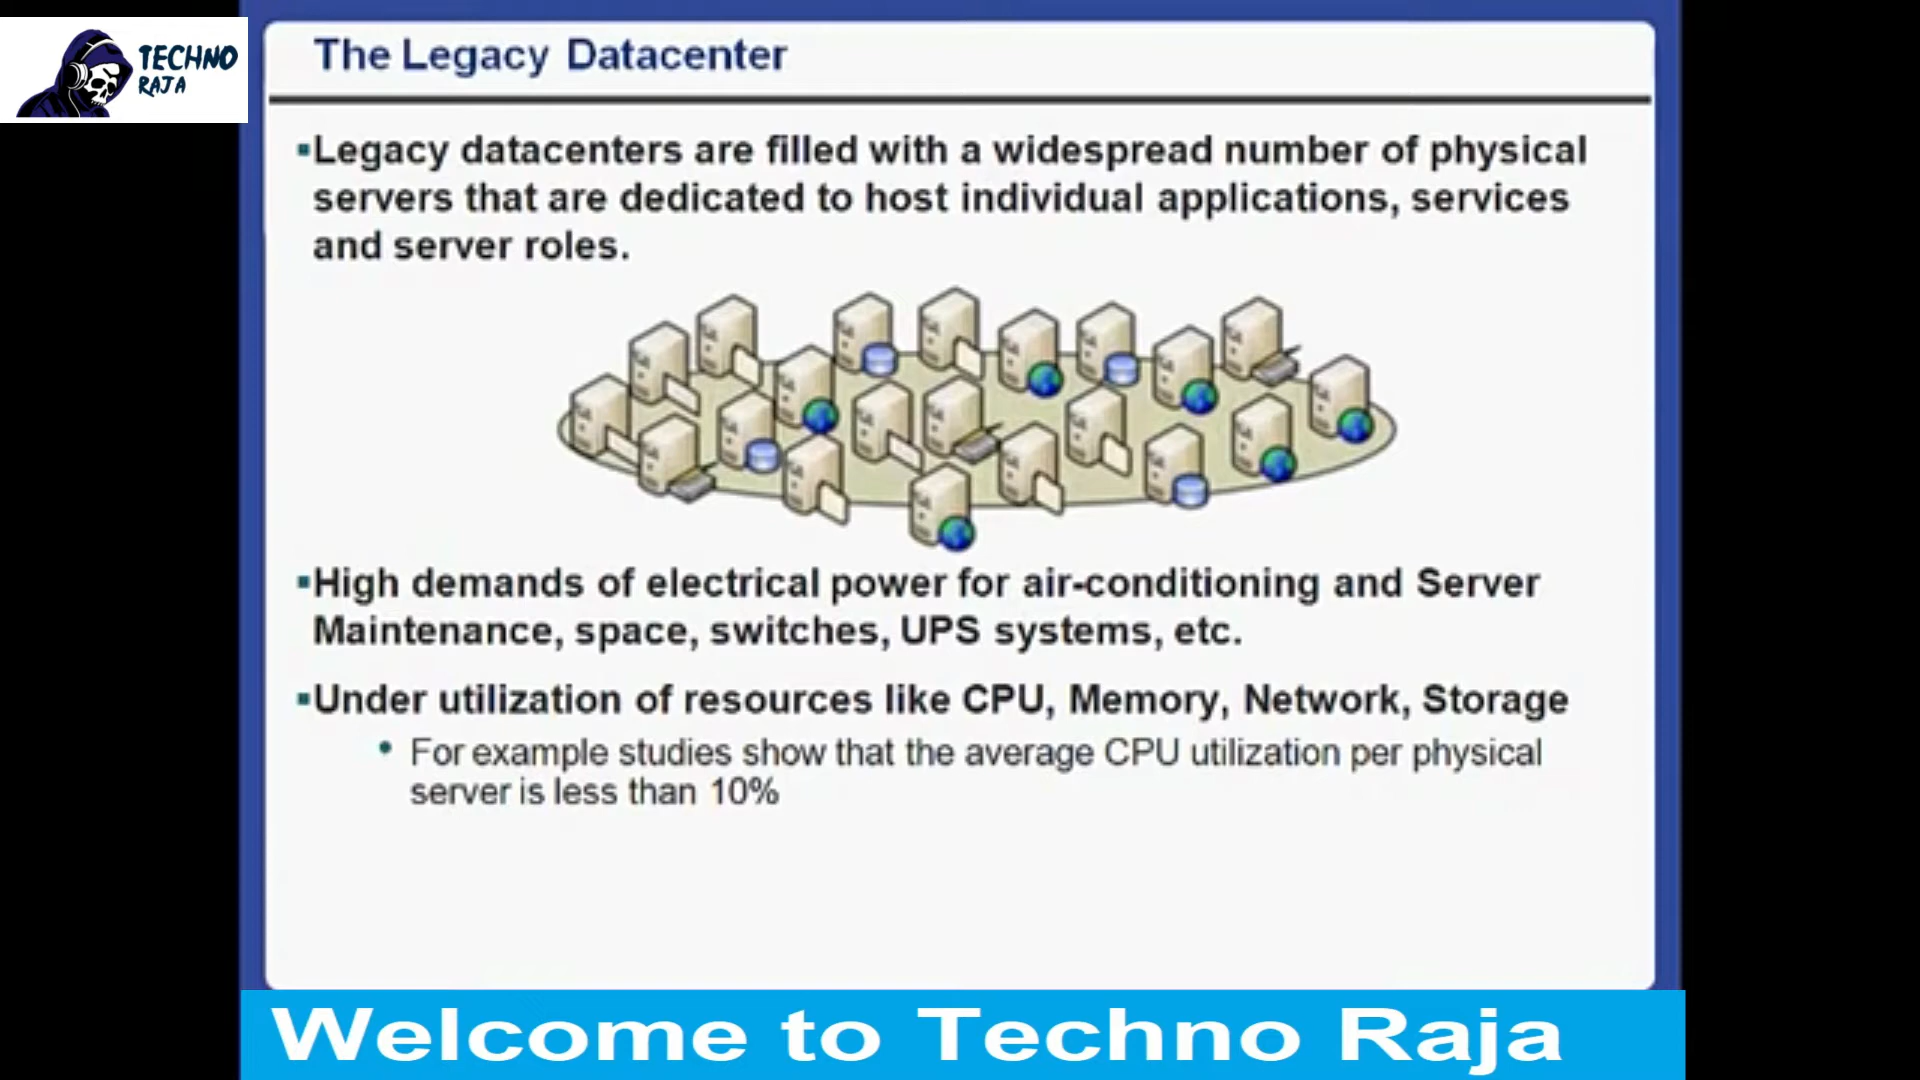 TECHNO
RAJA
The Legacy Datacenter
▪Legacy datacenters are filled with a widespread number of physical
servers that are dedicated to host individual applications, services
and server roles.
▪High demands of electrical power for air-conditioning and Server
Maintenance, space, switches, UPS systems, etc.
▪Under utilization of resources like CPU, Memory, Network, Storage
• For example studies show that the average CPU utilization per physical
server is less than 10%
Welcome to Techno Raja